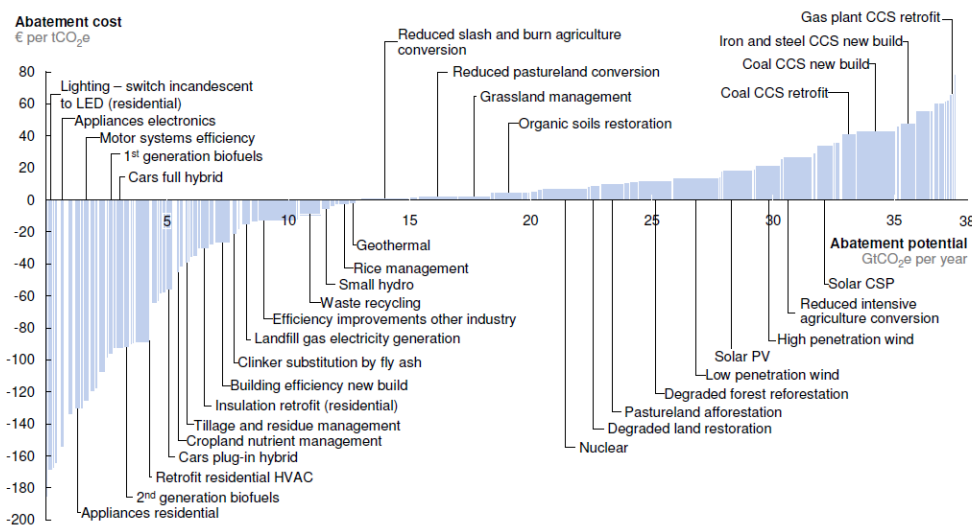 Abatement cost
€ per tCO2e
80
60
40
20
0
-20
-40
-60
-80
-100
-120
-140
-160
-180
-200
Lighting – switch incandescent
to LED (residential)
Appliances electronics
Motor systems efficiency
1st generation biofuels
Cars full hybrid
Reduced slash and burn agriculture
conversion
Reduced pastureland conversion
Grassland management
Organic soils restoration
Gas plant CCS retrofit
Iron and steel CCS new build
Coal CCS new build
Coal CCS retrofit
5
10
15
20
25
30
35
38
Abatement potential
GtCO2e per year
Geothermal
Rice management
Small hydro
Waste recycling
Efficiency improvements other industry
Landfill gas electricity generation
Clinker substitution by fly ash
Building efficiency new build
Insulation retrofit (residential)
Tillage and residue management
Cropland nutrient management
Cars plug-in hybrid
Retrofit residential HVAC
2nd generation biofuels
Appliances residential
Solar CSP
Reduced intensive
agriculture conversion
High penetration wind
Solar PV
Low penetration wind
Degraded forest reforestation
Pastureland afforestation
Degraded land restoration
Nuclear